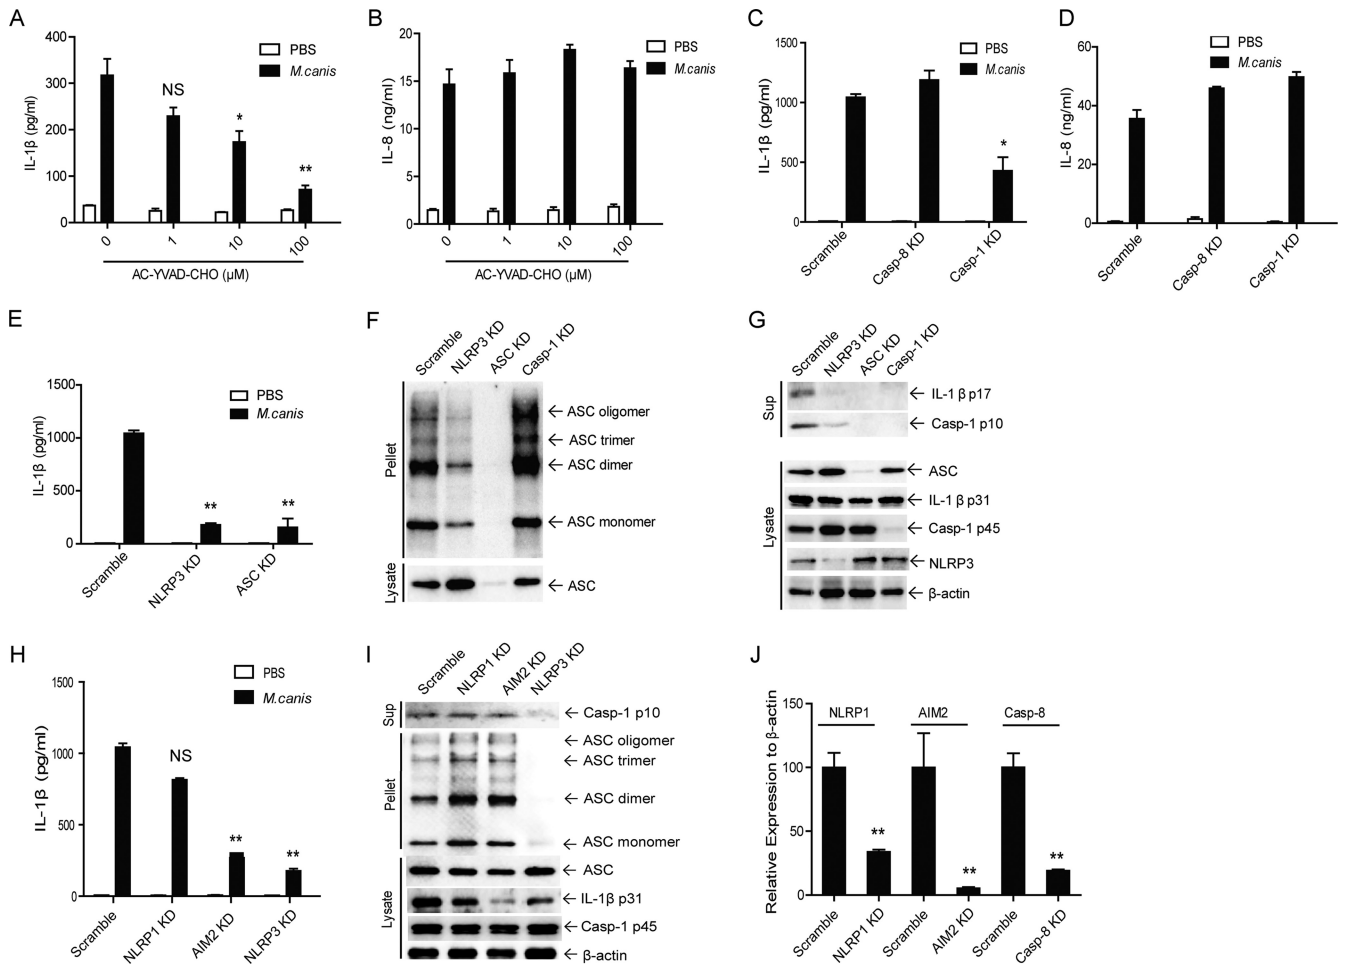 A
400
300
200
100
0
IL-1β (pg/ml)
PBS
M.canis
NS
*
**
0
1
10
100
AC-YVAD-CHO (μM)
B
20
15
10
5
0
IL-8 (ng/ml)
PBS
M.canis
0
1
10
100
AC-YVAD-CHO (μM)
C
1500
1000
500
0
IL-1β (pg/ml)
PBS
M.canis
*
Scramble
Casp-8 KD
Casp-1 KD
D
60
40
20
0
IL-8 (ng/ml)
PBS
M.canis
Scramble
Casp-8 KD
Casp-1 KD
E
1500
1000
500
0
IL-1β (pg/ml)
PBS
M.canis
**
**
Scramble
NLRP3 KD
ASC KD
F
Scramble
NLRP3 KD
ASC KD
Casp-1 KD
Pellet
← ASC oligomer
← ASC trimer
← ASC dimer
← ASC monomer
Lysate
← ASC
G
Scramble
NLRP3 KD
ASC KD
Casp-1 KD
Sup
← IL-1 β p17
← Casp-1 p10
Lysate
← ASC
← IL-1 β p31
← Casp-1 p45
← NLRP3
← β-actin
H
1500
1000
500
0
IL-1β (pg/ml)
PBS
M.canis
NS
**
**
Scramble
NLRP1 KD
AIM2 KD
NLRP3 KD
I
Scramble
NLRP1 KD
AIM2 KD
NLRP3 KD
Sup
← Casp-1 p10
Pellet
← ASC oligomer
← ASC trimer
← ASC dimer
← ASC monomer
Lysate
← ASC
← IL-1β p31
← Casp-1 p45
← β-actin
J
150
100
50
0
Relative Expression to β-actin
NLRP1
AIM2
Casp-8
**
**
**
Scramble
NLRP1 KD
Scramble
AIM2 KD
Scramble
Casp-8 KD